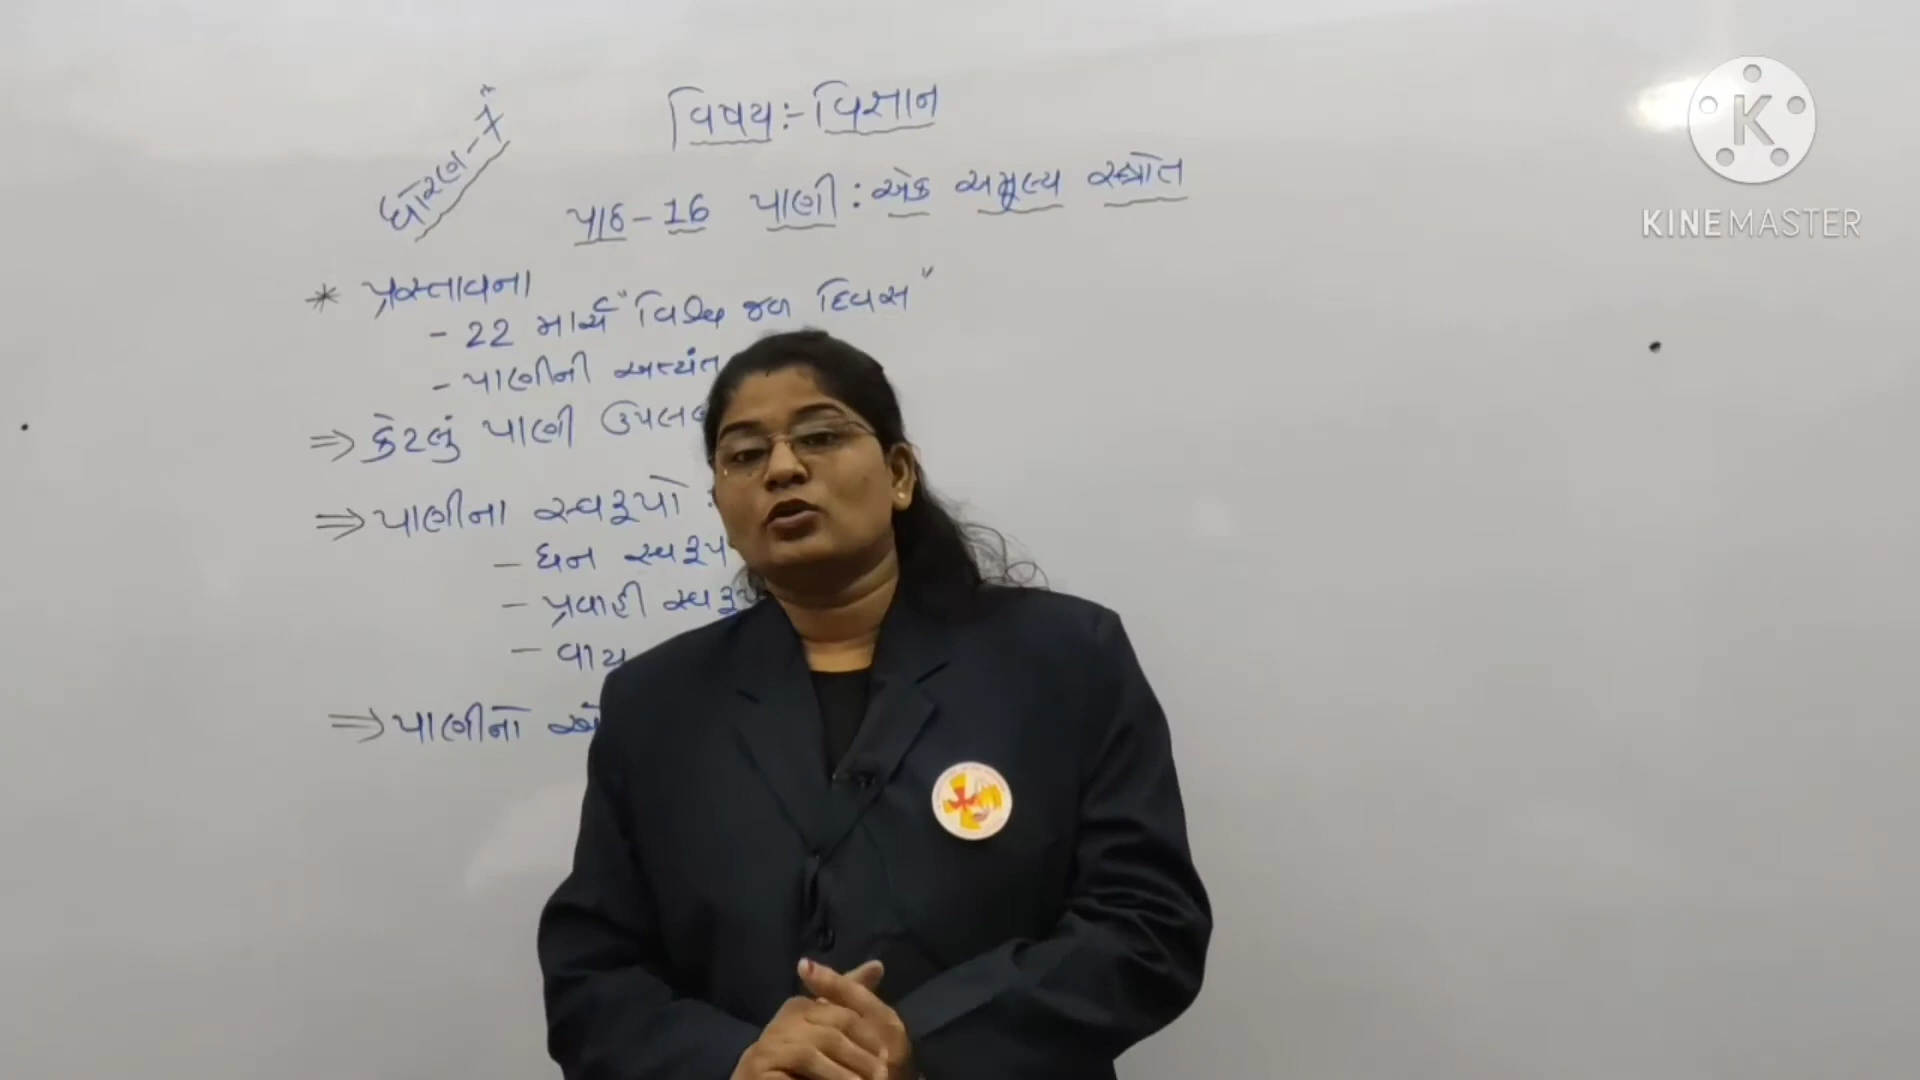 ધોરણ-7
વિષય:- વિજ્ઞાન
પાઠ-16 પાણી : એક અમૂલ્ય સ્ત્રોત
* પ્રસ્તાવના
- 22 માર્ચ "વિશ્વ જળ દિવસ"
- પાણીની અત્યંત
⇒ કેટલું પાણી
⇒ પાણીના સ્વરૂપો :
- ઘન સ્વરૂપ
- પ્રવાહી સ્વરૂપ
-
⇒ પાણીનો
KINEMASTER